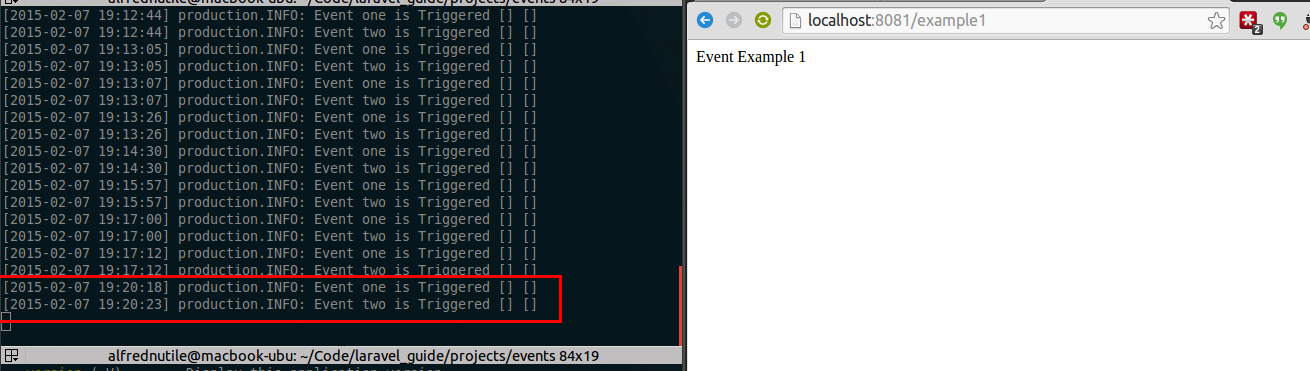 alfrednutile@macbook-ubu: ~/Code/laravel_guide/projects/events 84x19
[2015-02-07 19:12:44] production.INFO: Event one is Triggered [] []
[2015-02-07 19:12:44] production.INFO: Event two is Triggered [] []
[2015-02-07 19:13:05] production.INFO: Event one is Triggered [] []
[2015-02-07 19:13:05] production.INFO: Event two is Triggered [] []
[2015-02-07 19:13:07] production.INFO: Event one is Triggered [] []
[2015-02-07 19:13:07] production.INFO: Event two is Triggered [] []
[2015-02-07 19:13:26] production.INFO: Event one is Triggered [] []
[2015-02-07 19:13:26] production.INFO: Event two is Triggered [] []
[2015-02-07 19:14:30] production.INFO: Event one is Triggered [] []
[2015-02-07 19:14:30] production.INFO: Event two is Triggered [] []
[2015-02-07 19:15:57] production.INFO: Event one is Triggered [] []
[2015-02-07 19:15:57] production.INFO: Event two is Triggered [] []
[2015-02-07 19:17:00] production.INFO: Event one is Triggered [] []
[2015-02-07 19:17:00] production.INFO: Event two is Triggered [] []
[2015-02-07 19:17:12] production.INFO: Event one is Triggered [] []
[2015-02-07 19:17:12] production.INFO: Event two is Triggered [] []
[2015-02-07 19:20:18] production.INFO: Event one is Triggered [] []
[2015-02-07 19:20:23] production.INFO: Event two is Triggered [] []
alfrednutile@macbook-ubu: ~/Code/laravel_guide/projects/events 84x19
version (-V) Display this application version
localhost:8081/example1
2
Event Example 1